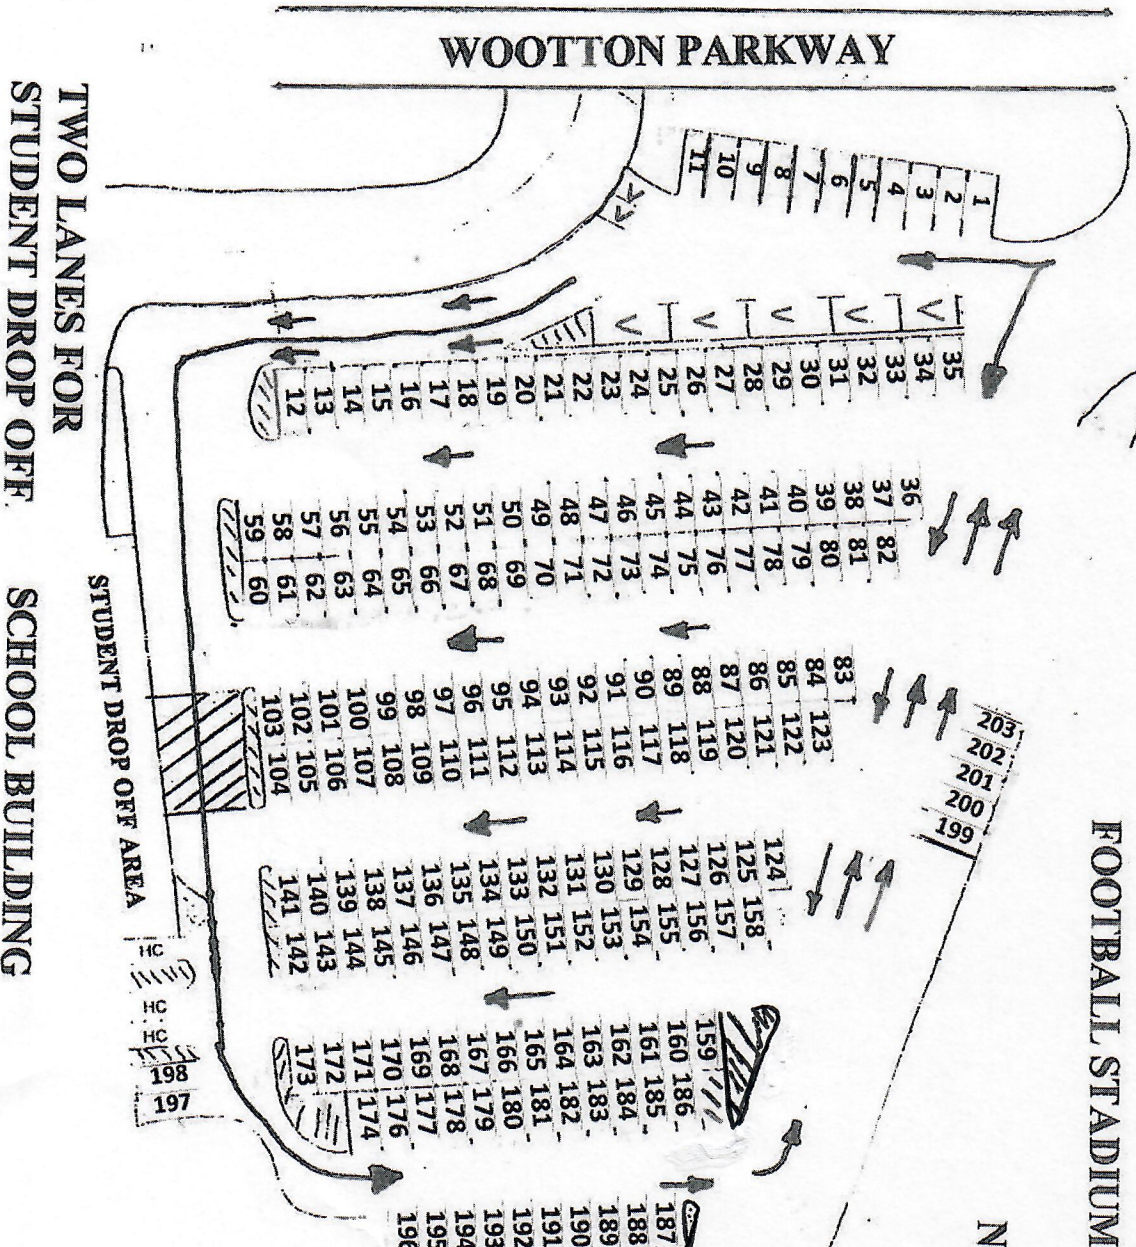 WOOTTON PARKWAY
1 2 3 4 5 6 7 8 9 10 11
V V
V V V V V
35 34 33 32 31 30 29 28 27 26 25 24 23 22 21 20 19 18 17 16 15 14 13 12
36 37 38 39 40 41 42 43 44 45 46 47 48 49 50 51 52 53 54 55 56 57 58 59
82 81 80 79 78 77 76 75 74 73 72 71 70 69 68 67 66 65 64 63 62 61 60
83 84 85 86 87 88 89 90 91 92 93 94 95 96 97 98 99 100 101 102 103
123 122 121 120 119 118 117 116 115 114 113 112 111 110 109 108 107 106 105 104
203
202
201
200
199
124 125 126 127 128 129 130 131 132 133 134 135 136 137 138 139 140 141
158 157 156 155 154 153 152 151 150 149 148 147 146 145 144 143 142
159 160 161 162 163 164 165 166 167 168 169 170 171 172 173
186 185 184 183 182 181 180 179 178 177 176 174
187 188 189 190 191 192 193 194 195 196
HC
HC
HC
198
197
STUDENT DROP OFF AREA
TWO LANES FOR
STUDENT DROP OFF
SCHOOL BUILDING
FOOTBALL STADIUM
N